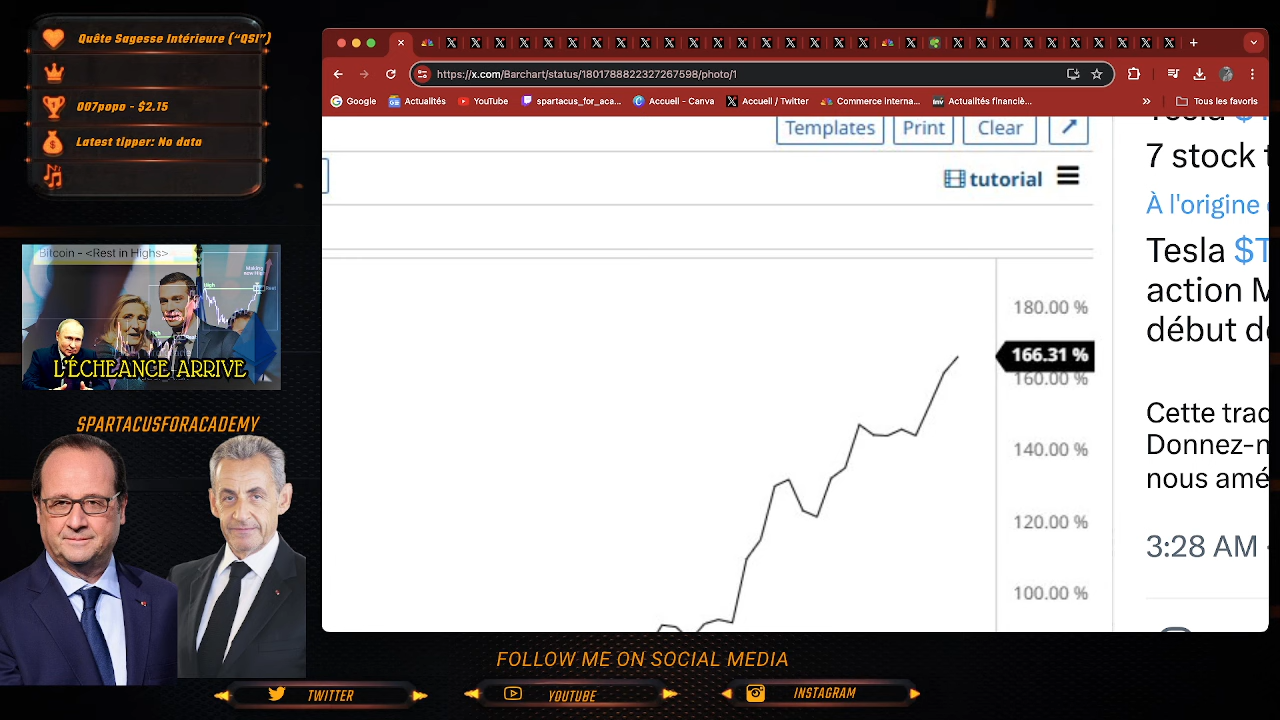 Quête Sagesse Intérieure ("QSI")
007popo - $2.15
Latest tipper: No data
Bitcoin - <Rest in Highs>
L'ÉCHEANCE ARRIVE
SPARTACUSFORACADEMY
https://x.com/Barchart/status/1801788822327267598/photo/1
Google
Actualités
YouTube
spartacus_for_aca...
Accueil - Canva
Accueil / Twitter
Commerce interna...
Actualités financiè...
Tous les favoris
Templates
Print
Clear
tutorial
180.00 %
166.31 %
160.00 %
140.00 %
120.00 %
100.00 %
7 stock
À l'origine
Tesla $T
action M
début d
Cette trad
Donnez-n
nous amé
3:28 AM
FOLLOW ME ON SOCIAL MEDIA
TWITTER
YOUTUBE
INSTAGRAM